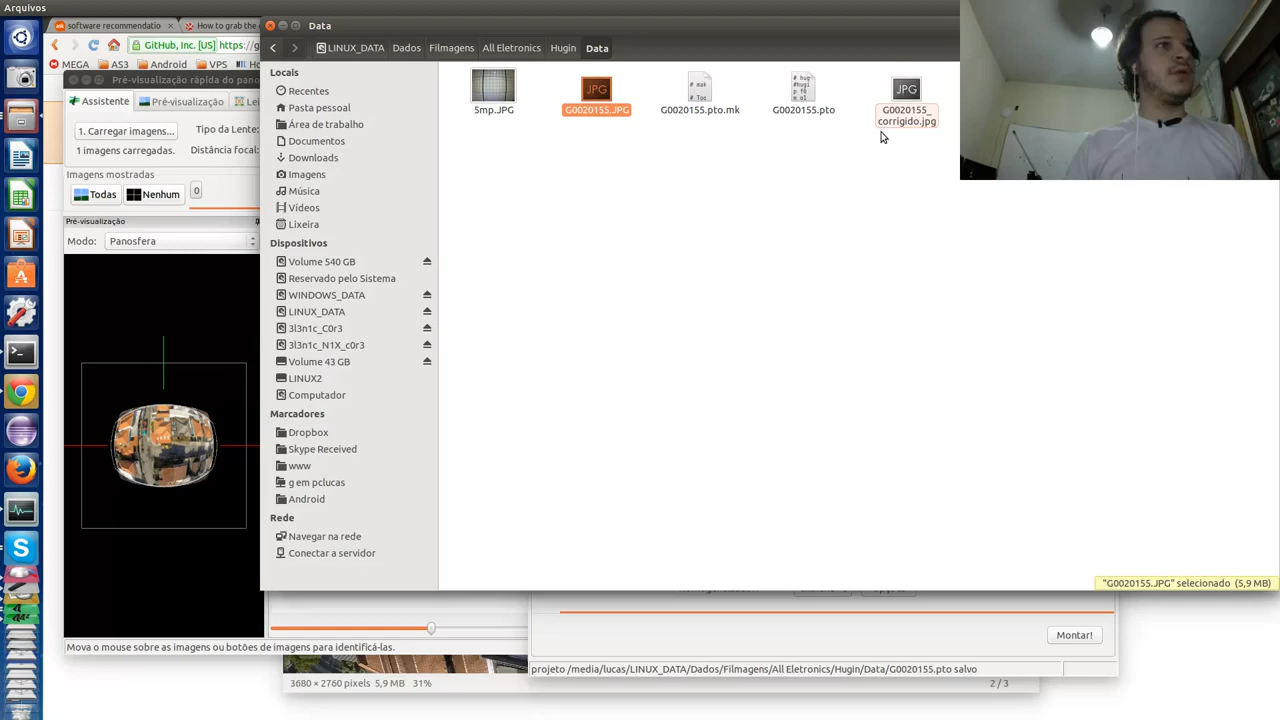 Arquivos
software recommendatio
How to grab the
GitHub, Inc. [US]
https://g
MEGA
AS3
Android
VPS
Pré-visualização rápida do pano
Assistente
Pré-visualização
1. Carregar imagens...
Tipo da Lente:
1 imagens carregadas.
Distância focal:
Imagens mostradas
Todas
Nenhum
0
Pré-visualização
Modo:
Panosfera
Mova o mouse sobre as imagens ou botões de imagens para identificá-las.
Data
LINUX_DATA
Dados
Filmagens
All Eletronics
Hugin
Data
Locais
Recentes
Pasta pessoal
Área de trabalho
Documentos
Downloads
Imagens
Música
Vídeos
Lixeira
Dispositivos
Volume 540 GB
Reservado pelo Sistema
WINDOWS_DATA
LINUX_DATA
3l3n1c_C0r3
3l3n1c_N1X_c0r3
Volume 43 GB
LINUX2
Computador
Marcadores
Dropbox
Skype Received
www
g em pclucas
Android
Rede
Navegar na rede
Conectar a servidor
5mp.JPG
JPG
G0020155.JPG
G0020155.pto.mk
G0020155.pto
JPG
G0020155_
corrigido.jpg
"G0020155.JPG" selecionado (5,9 MB)
Montar!
projeto /media/lucas/LINUX_DATA/Dados/Filmagens/All Eletronics/Hugin/Data/G0020155.pto salvo
3680 × 2760 pixels 5,9 MB 31%
2 / 3